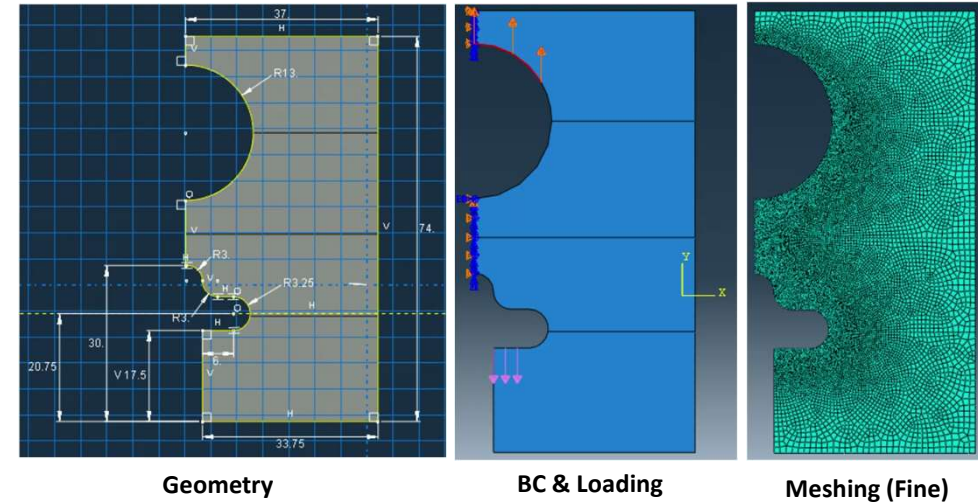 37.
H
V
R13.
V
V
74.
H
R3.
V
R3.25
H
H
R3.
H
30.
6.
20.75
V 17.5
V
H
33.75
Y
X
Geometry
BC & Loading
Meshing (Fine)